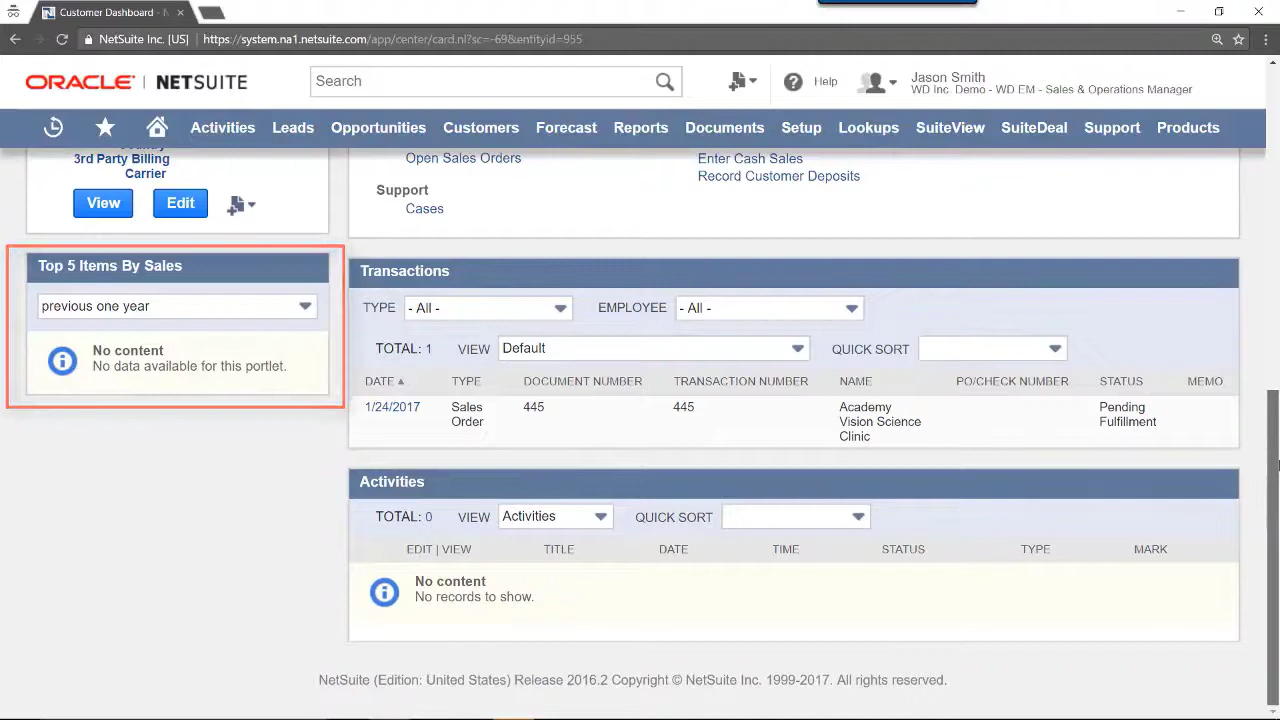 Customer Dashboard - N
NetSuite Inc. [US] https://system.na1.netsuite.com/app/center/card.nl?sc=-69&entityid=955
ORACLE | NETSUITE
Search
Help
Jason Smith
WD Inc. Demo - WD EM - Sales & Operations Manager
Activities Leads Opportunities Customers Forecast Reports Documents Setup Lookups SuiteView SuiteDeal Support Products
3rd Party Billing
Carrier
View Edit
Open Sales Orders
Support
Cases
Enter Cash Sales
Record Customer Deposits
Top 5 Items By Sales
previous one year
No content
No data available for this portlet.
Transactions
TYPE - All - EMPLOYEE - All -
TOTAL: 1 VIEW Default QUICK SORT
DATE TYPE DOCUMENT NUMBER TRANSACTION NUMBER NAME PO/CHECK NUMBER STATUS MEMO
1/24/2017 Sales 445 445 Academy Pending
Order Vision Science Fulfillment
Clinic
Activities
TOTAL: 0 VIEW Activities QUICK SORT
EDIT | VIEW TITLE DATE TIME STATUS TYPE MARK
No content
No records to show.
NetSuite (Edition: United States) Release 2016.2 Copyright © NetSuite Inc. 1999-2017. All rights reserved.